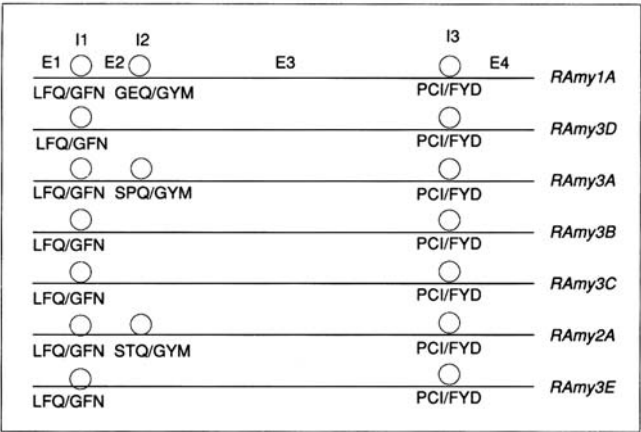 I1 I2 I3
E1 E2 E3 E4
RAmy1A
LFQ/GFN GEQ/GYM PCI/FYD
RAmy3D
LFQ/GFN PCI/FYD
RAmy3A
LFQ/GFN SPQ/GYM PCI/FYD
RAmy3B
LFQ/GFN PCI/FYD
RAmy3C
LFQ/GFN PCI/FYD
RAmy2A
LFQ/GFN STQ/GYM PCI/FYD
RAmy3E
LFQ/GFN PCI/FYD